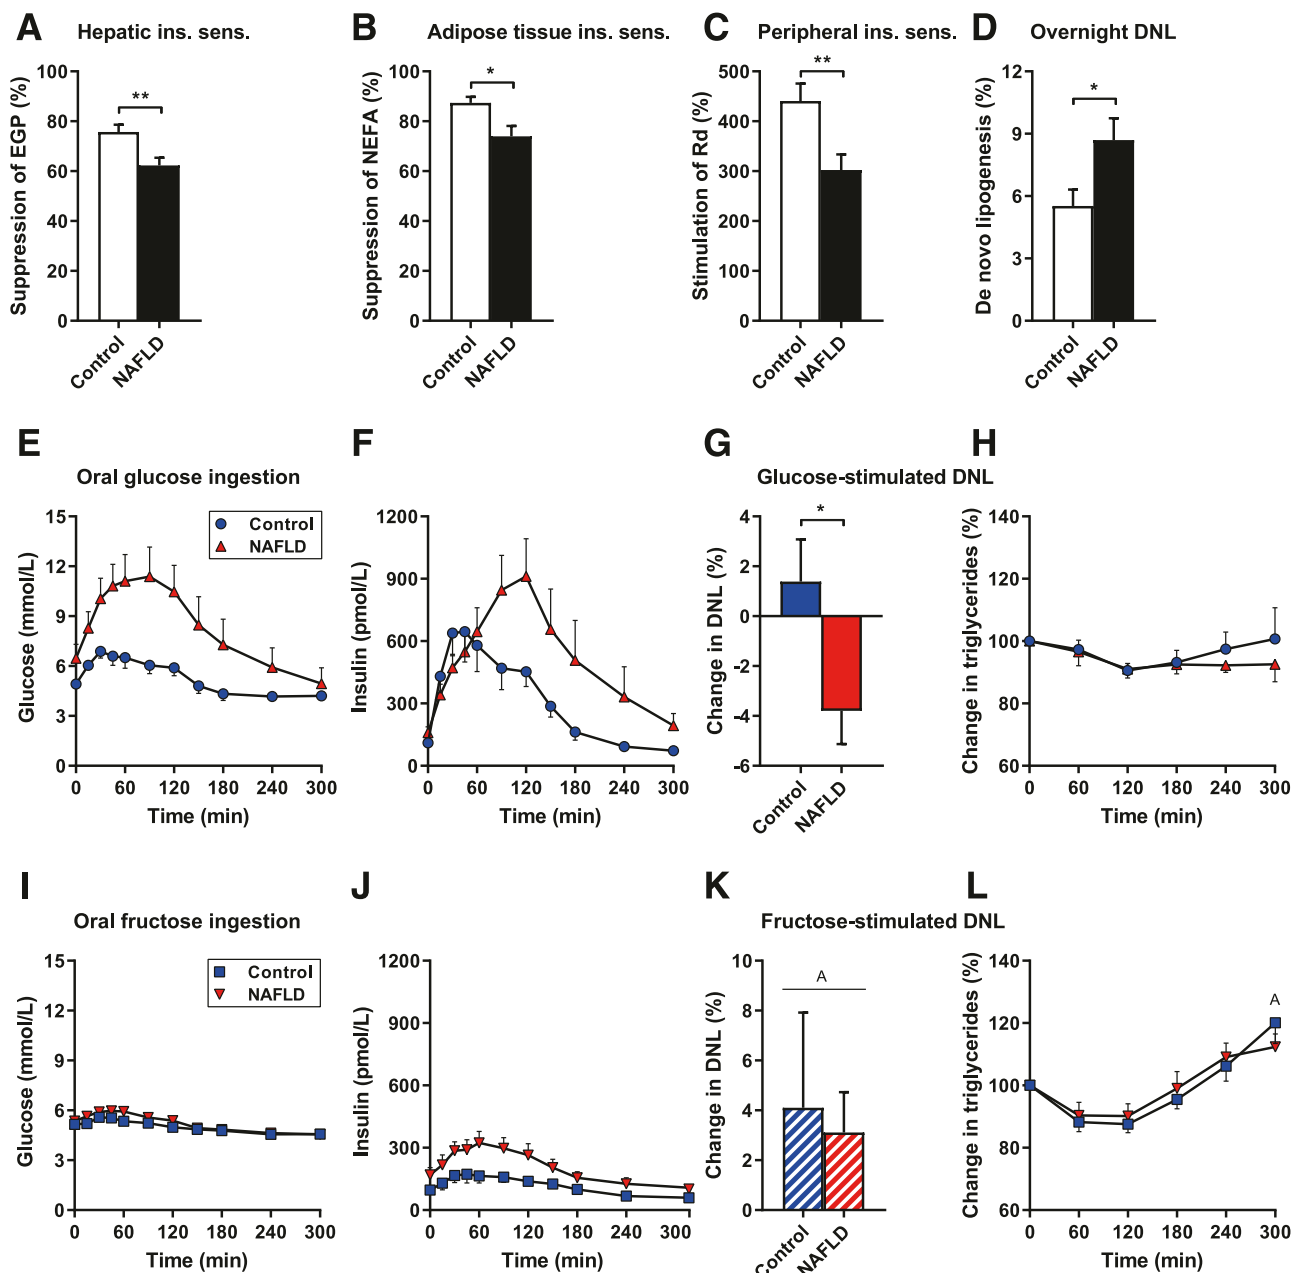 A Hepatic ins. sens.
Suppression of EGP (%)
100
80
60
40
20
0
**
Control
NAFLD
B Adipose tissue ins. sens.
Suppression of NEFA (%)
100
80
60
40
20
0
*
Control
NAFLD
C Peripheral ins. sens.
Stimulation of Rd (%)
500
400
300
200
100
0
**
Control
NAFLD
D Overnight DNL
De novo lipogenesis (%)
12
9
6
3
0
*
Control
NAFLD
E
Oral glucose ingestion
Glucose (mmol/L)
15
12
9
6
3
0
Control
NAFLD
0 60 120 180 240 300
Time (min)
F
Insulin (pmol/L)
1200
900
600
300
0
0 60 120 180 240 300
Time (min)
G
Glucose-stimulated DNL
Change in DNL (%)
4
2
0
-2
-4
-6
*
Control
NAFLD
H
Change in triglycerides (%)
140
120
100
80
60
0 60 120 180 240 300
Time (min)
I
Oral fructose ingestion
Glucose (mmol/L)
15
12
9
6
3
0
Control
NAFLD
0 60 120 180 240 300
Time (min)
J
Insulin (pmol/L)
1200
900
600
300
0
0 60 120 180 240 300
Time (min)
K
Fructose-stimulated DNL
Change in DNL (%)
10
8
6
4
2
0
A
Control
NAFLD
L
Change in triglycerides (%)
140
120
100
80
60
A
0 60 120 180 240 300
Time (min)